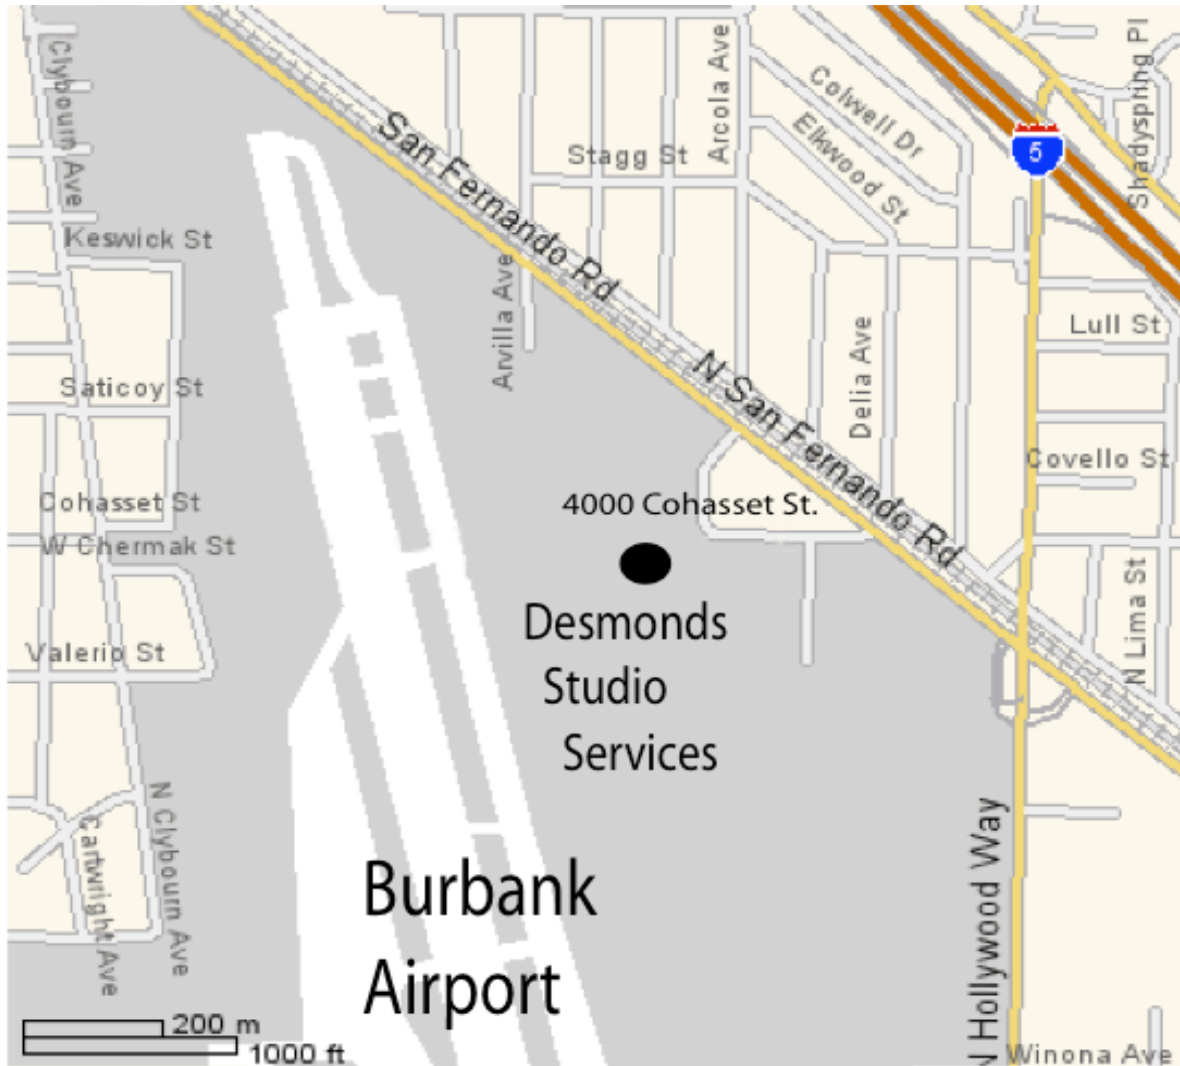 Clybourn Ave
San Fernando Rd
Stagg St
Arcola Ave
Colwell Dr
Elkwood St
5
Shadyspring Pl
Keswick St
Arvilla Ave
Lull St
Saticoy St
N San Fernando Rd
Delia Ave
Covello St
Cohasset St
4000 Cohasset St.
W Chermak St
N Lima St
Valerio St
Desmonds
Studio
Services
N Clybourn Ave
Cartwright Ave
Burbank
Airport
N Hollywood Way
200 m
1000 ft
Winona Ave